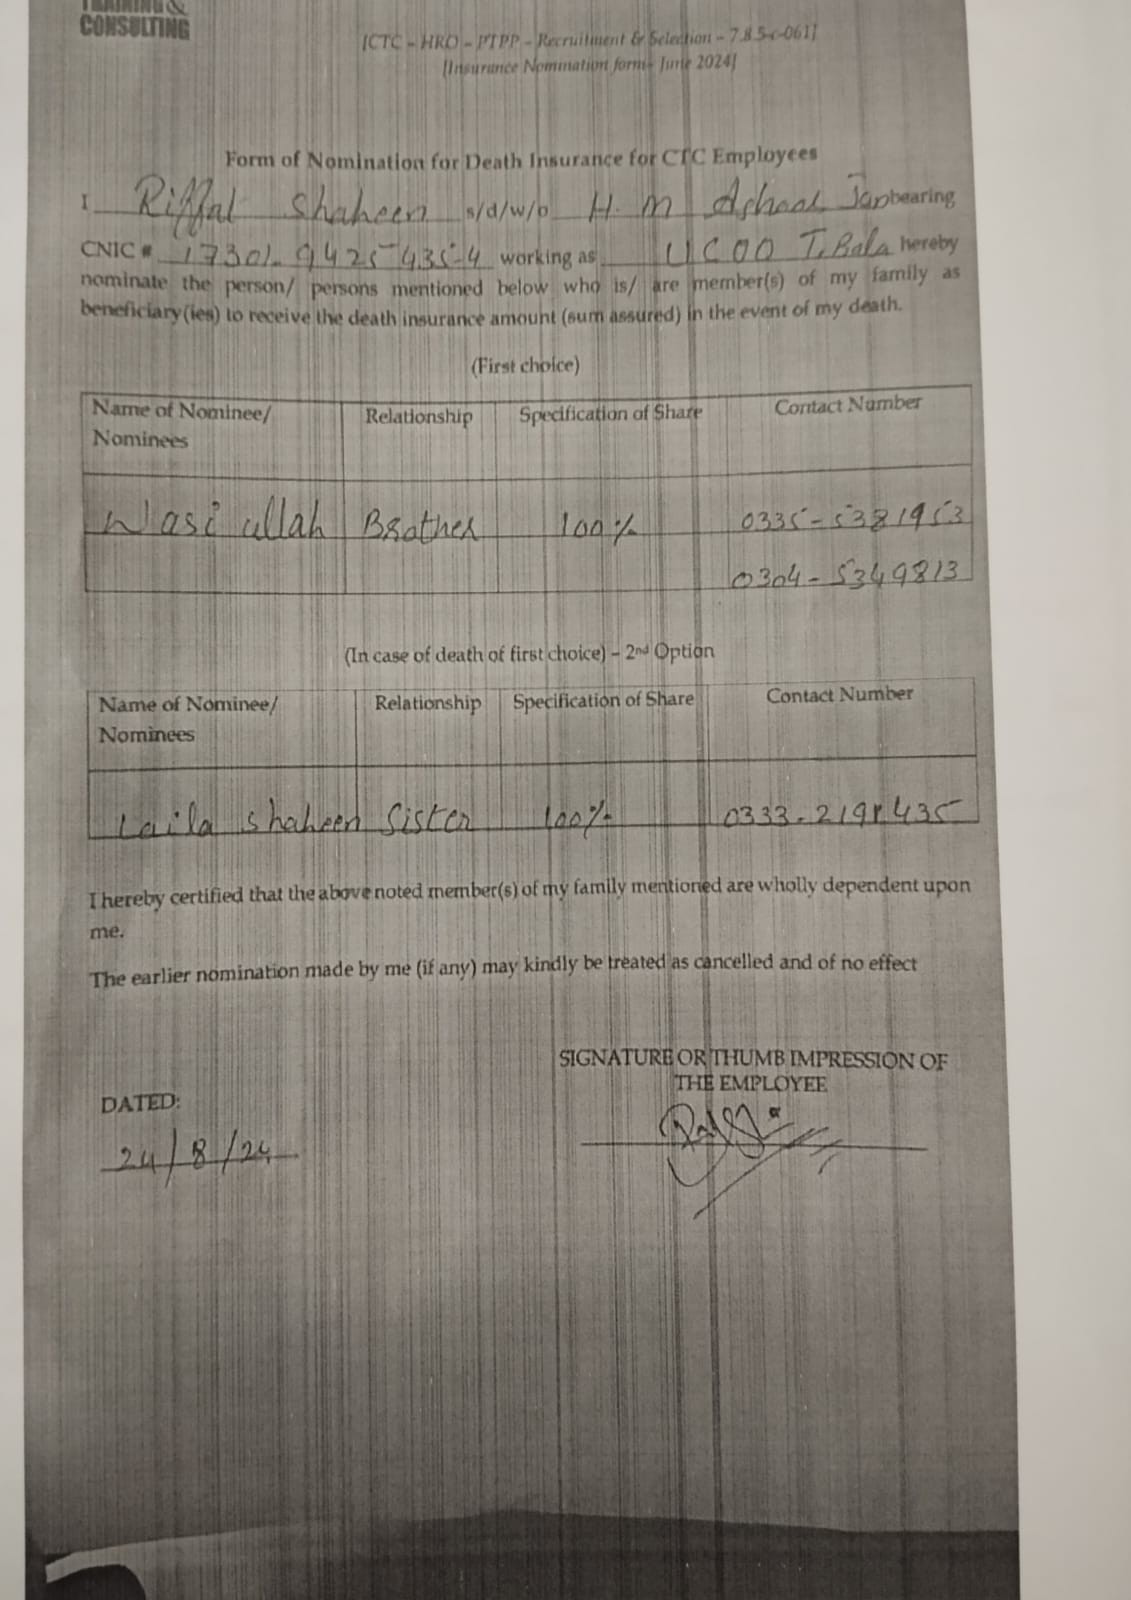 TRAINING &
CONSULTING
[CTC – HRO – PTPP – Recruitment & Selection – 7.8.5-c-061]
[Insurance Nomination form– June 2024]
Form of Nomination for Death Insurance for CTC Employees
I Riffat Shaheen s/d/w/o H. M bearing
CNIC # 17301-9425435-4 working as UCOO T. Bala hereby
nominate the person/ persons mentioned below who is/ are member(s) of my family as
beneficiary(ies) to receive the death insurance amount (sum assured) in the event of my death.
(First choice)
Name of Nominee/ Relationship Specification of Share Contact Number
Nominees
Wasi ullah Brother 100% 0335-5381953
0304-5349813
(In case of death of first choice) – 2nd Option
Name of Nominee/ Relationship Specification of Share Contact Number
Nominees
Laila Shaheen Sister 100%
I hereby certified that the above noted member(s) of my family mentioned are wholly dependent upon
me.
The earlier nomination made by me (if any) may kindly be treated as cancelled and of no effect
SIGNATURE OR THUMB IMPRESSION OF
THE EMPLOYEE
DATED:
24/8/24